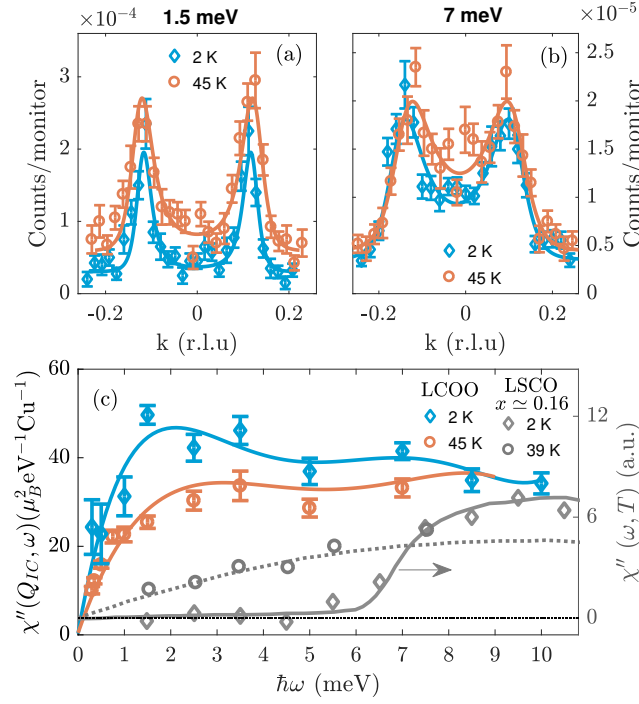 ×10⁻⁴ 1.5 meV 7 meV ×10⁻⁵
(a) 2 K 45 K
(b) 2 K 45 K
Counts/monitor
0 1 2 3
-0.2 0 0.2
k (r.l.u)
Counts/monitor
0 0.5 1 1.5 2 2.5
-0.2 0 0.2
k (r.l.u)
(c)
LCOO
2 K
45 K
LSCO
x ≃ 0.16
2 K
39 K
χ″(Q_IC, ω)(μ_B² eV⁻¹Cu⁻¹)
0 20 40 60
χ″ (ω, T) (a.u.)
0 6 12
0 1 2 3 4 5 6 7 8 9 10
ℏω (meV)